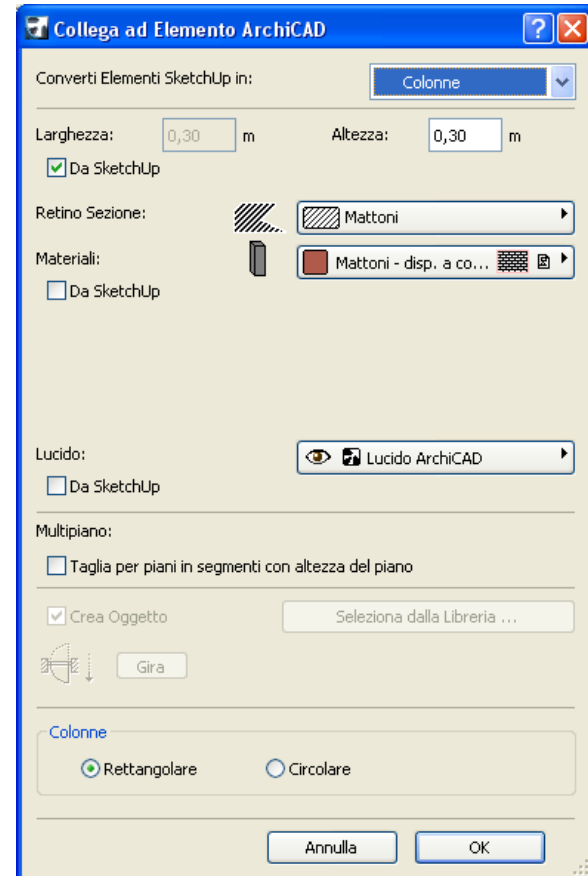 Collega ad Elemento ArchiCAD
Converti Elementi SketchUp in: Colonne
Larghezza: 0,30 m Altezza: 0,30 m
Da SketchUp
Retino Sezione: Mattoni
Materiali: Mattoni - disp. a co...
Da SketchUp
Lucido: Lucido ArchiCAD
Da SketchUp
Multipiano:
Taglia per piani in segmenti con altezza del piano
Crea Oggetto Seleziona dalla Libreria ...
Gira
Colonne
Rettangolare Circolare
Annulla OK